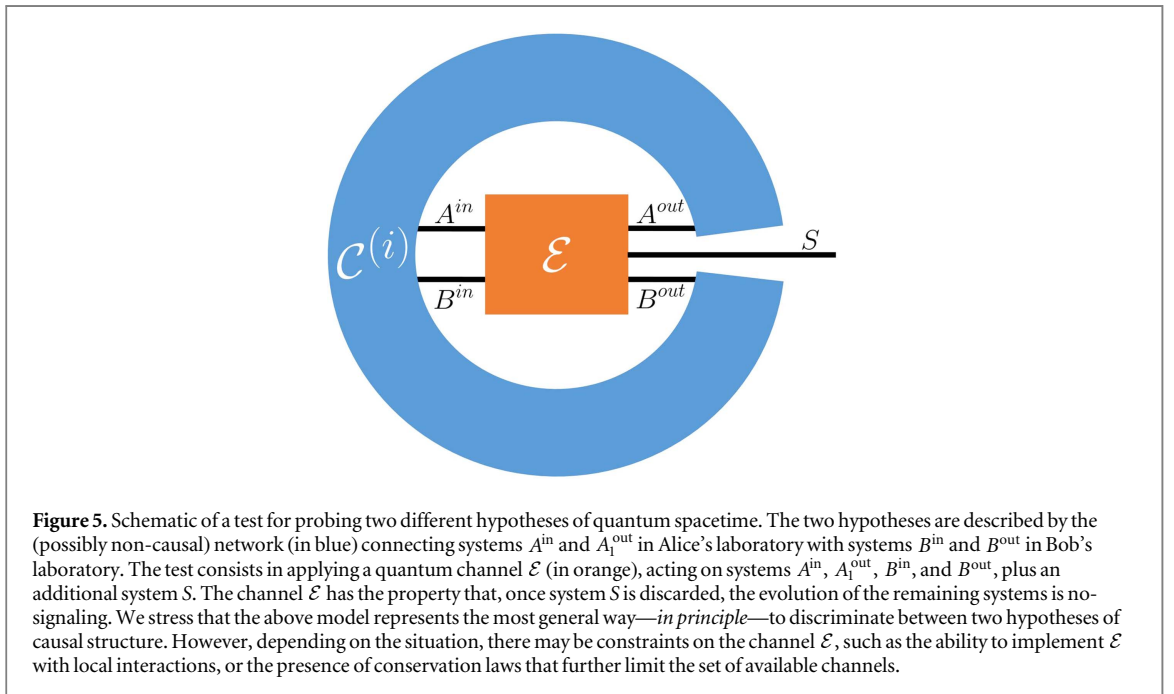 A^{in}
A^{out}
S
C^{(i)}
E
B^{in}
B^{out}
Figure 5. Schematic of a test for probing two different hypotheses of quantum spacetime. The two hypotheses are described by the
(possibly non-causal) network (in blue) connecting systems A^{in} and A_1^{out} in Alice's laboratory with systems B^{in} and B^{out} in Bob's
laboratory. The test consists in applying a quantum channel ℰ (in orange), acting on systems A^{in}, A_1^{out}, B^{in}, and B^{out}, plus an
additional system S. The channel ℰ has the property that, once system S is discarded, the evolution of the remaining systems is no-
signaling. We stress that the above model represents the most general way—in principle—to discriminate between two hypotheses of
causal structure. However, depending on the situation, there may be constraints on the channel ℰ, such as the ability to implement ℰ
with local interactions, or the presence of conservation laws that further limit the set of available channels.